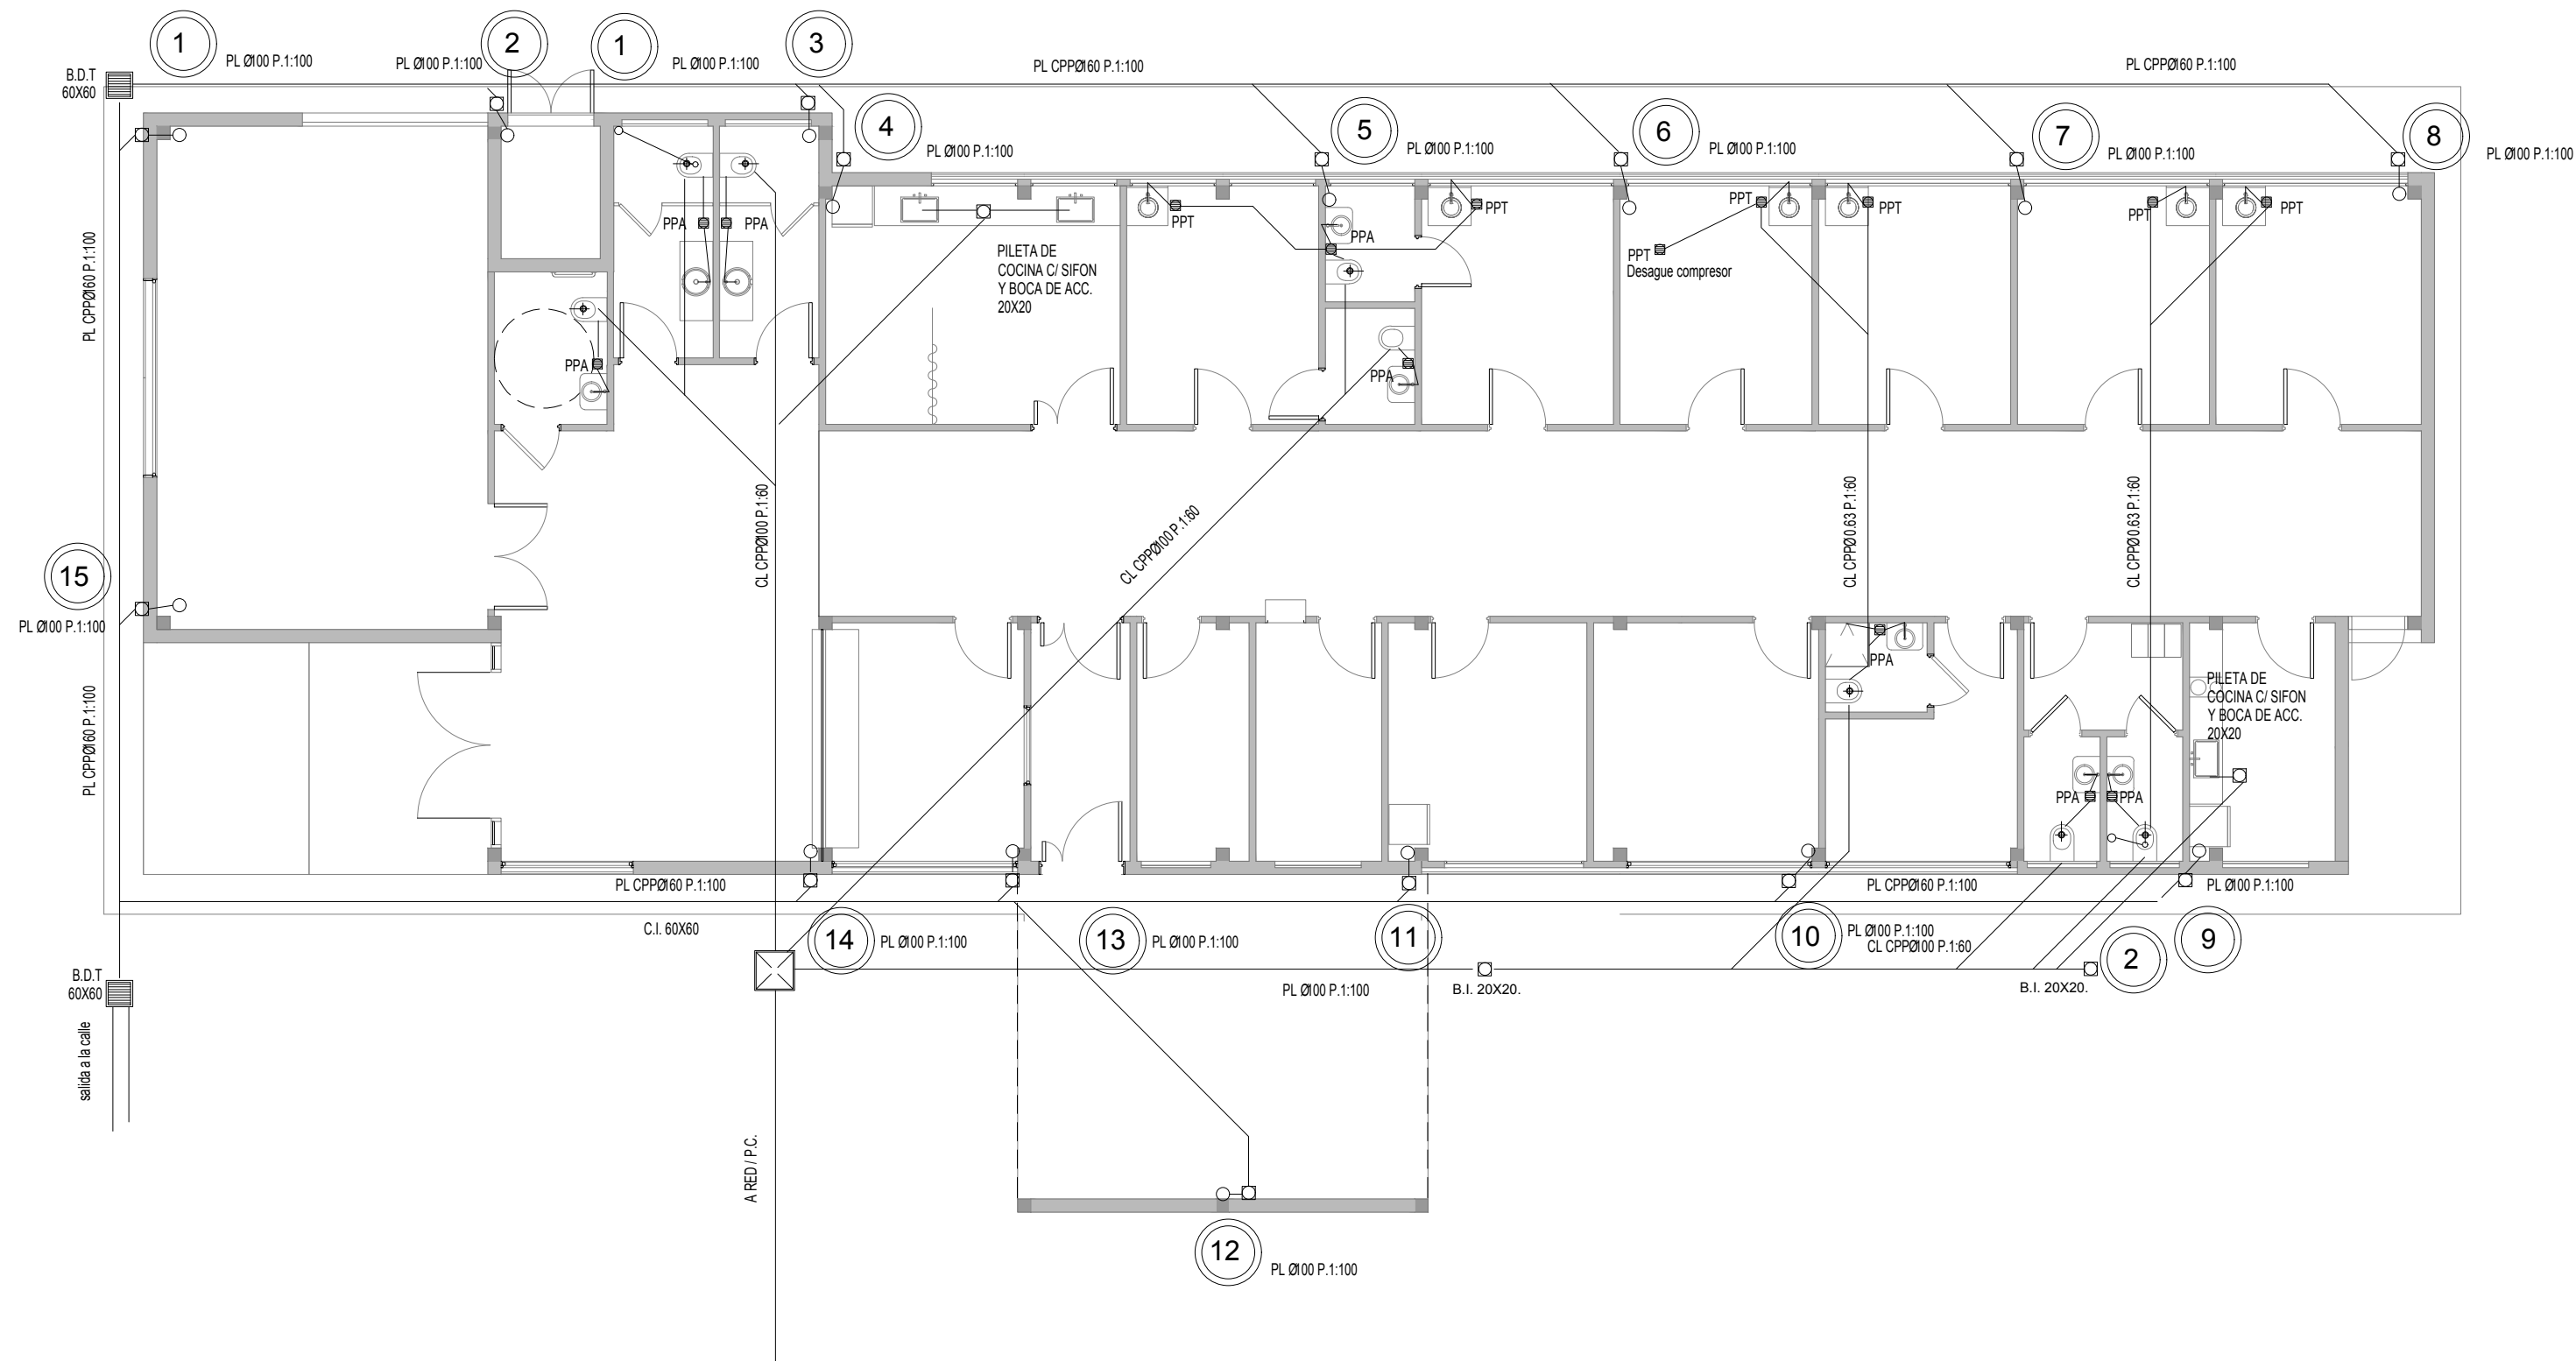 1
2
1
3
PL Ø100 P.1:100
PL Ø100 P.1:100
PL Ø100 P.1:100
PL CPPØ160 P.1:100
PL CPPØ160 P.1:100
B.D.T
60X60
4
5
6
7
8
PL Ø100 P.1:100
PL Ø100 P.1:100
PL Ø100 P.1:100
PL Ø100 P.1:100
PL Ø100 P.1:100
PPA
PPA
PPT
PPA
PPT
PPT
PPT
PPT
PPT
PL CPPØ160 P.1:100
PILETA DE
COCINA C/ SIFON
Y BOCA DE ACC.
20X20
PPT
Desague compresor
PPA
PPA
CL CPPØ100 P.1:60
CL CPPØ100 P.1:60
CL CPPØ0.63 P.1:60
CL CPPØ0.63 P.1:60
15
PL Ø100 P.1:100
PPA
PL CPPØ160 P.1:100
PILETA DE
COCINA C/ SIFON
Y BOCA DE ACC.
20X20
PPA
PPA
PL CPPØ160 P.1:100
PL CPPØ160 P.1:100
PL Ø100 P.1:100
C.I. 60X60
14
PL Ø100 P.1:100
13
PL Ø100 P.1:100
11
10
PL Ø100 P.1:100
CL CPPØ100 P.1:60
2
9
B.D.T
60X60
PL Ø100 P.1:100
B.I. 20X20.
B.I. 20X20.
salida a la calle
A RED / P.C.
12
PL Ø100 P.1:100